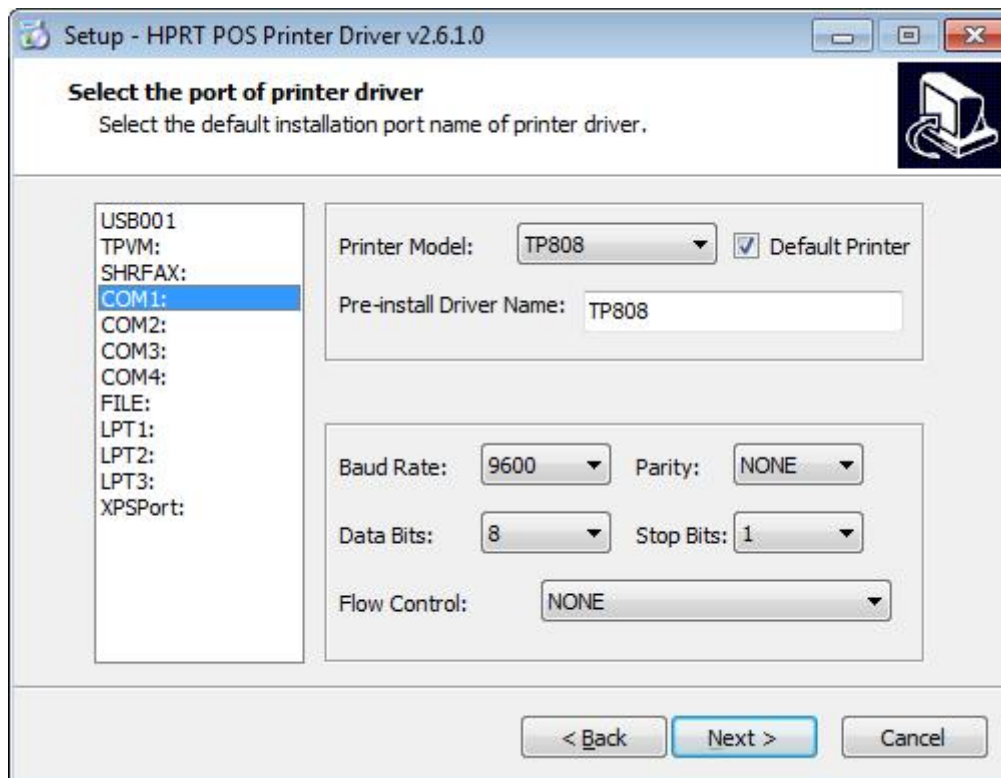 Setup - HPRT POS Printer Driver v2.6.1.0
Select the port of printer driver
Select the default installation port name of printer driver.
USB001
TPVM:
SHRFAX:
COM1:
COM2:
COM3:
COM4:
FILE:
LPT1:
LPT2:
LPT3:
XPSPort:
Printer Model: TP808 Default Printer
Pre-install Driver Name: TP808
Baud Rate: 9600 Parity: NONE
Data Bits: 8 Stop Bits: 1
Flow Control: NONE
< Back Next > Cancel